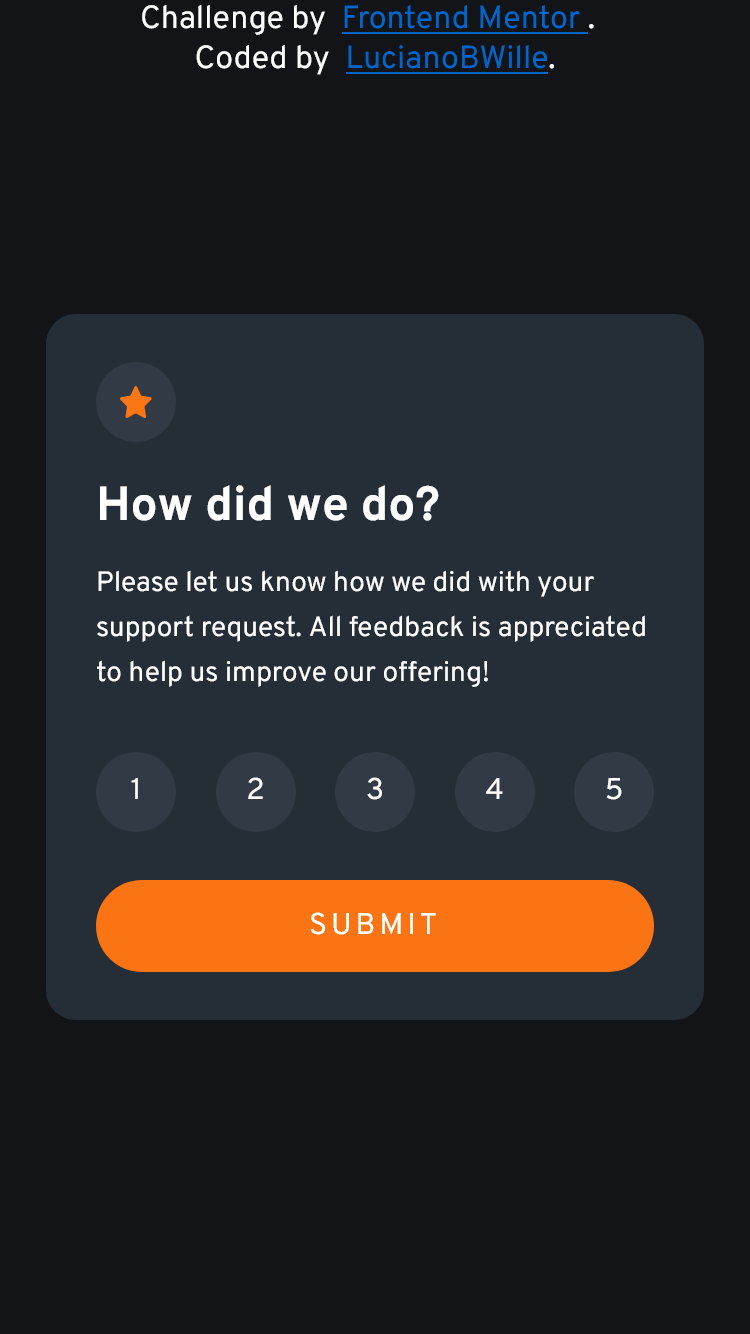 Challenge by Frontend Mentor .
Coded by LucianoBWille.
How did we do?
Please let us know how we did with your
support request. All feedback is appreciated
to help us improve our offering!
1 2 3 4 5
SUBMIT